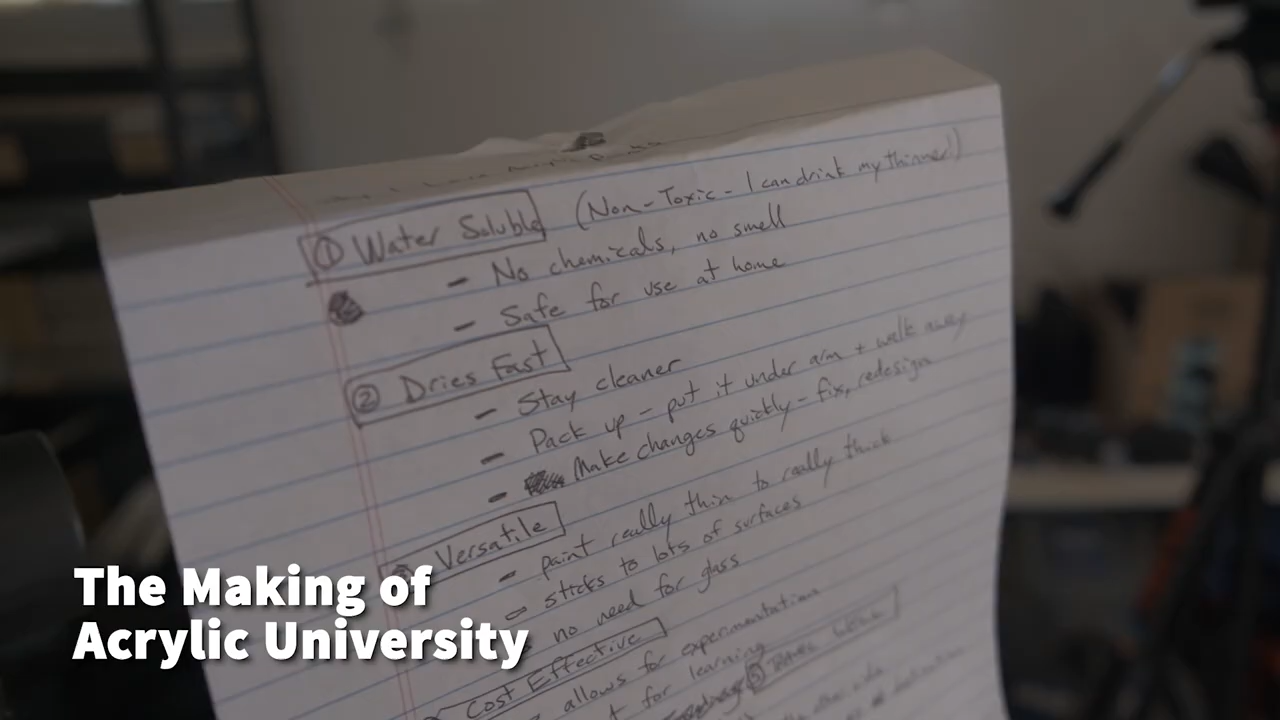 ① Water Soluble (Non-Toxic - I can drink my thinner!)
- No chemicals, no smell
- Safe for use at home
② Dries Fast
- Stay cleaner
- Pack up - put it under arm + walk away
- Make changes quickly - fix, redesign
Versatile
- paint really thin to really thick
- sticks to lots of surfaces
no need for glass
Cost Effective
allows for experimentation
for learning
⑤
The Making of
Acrylic University